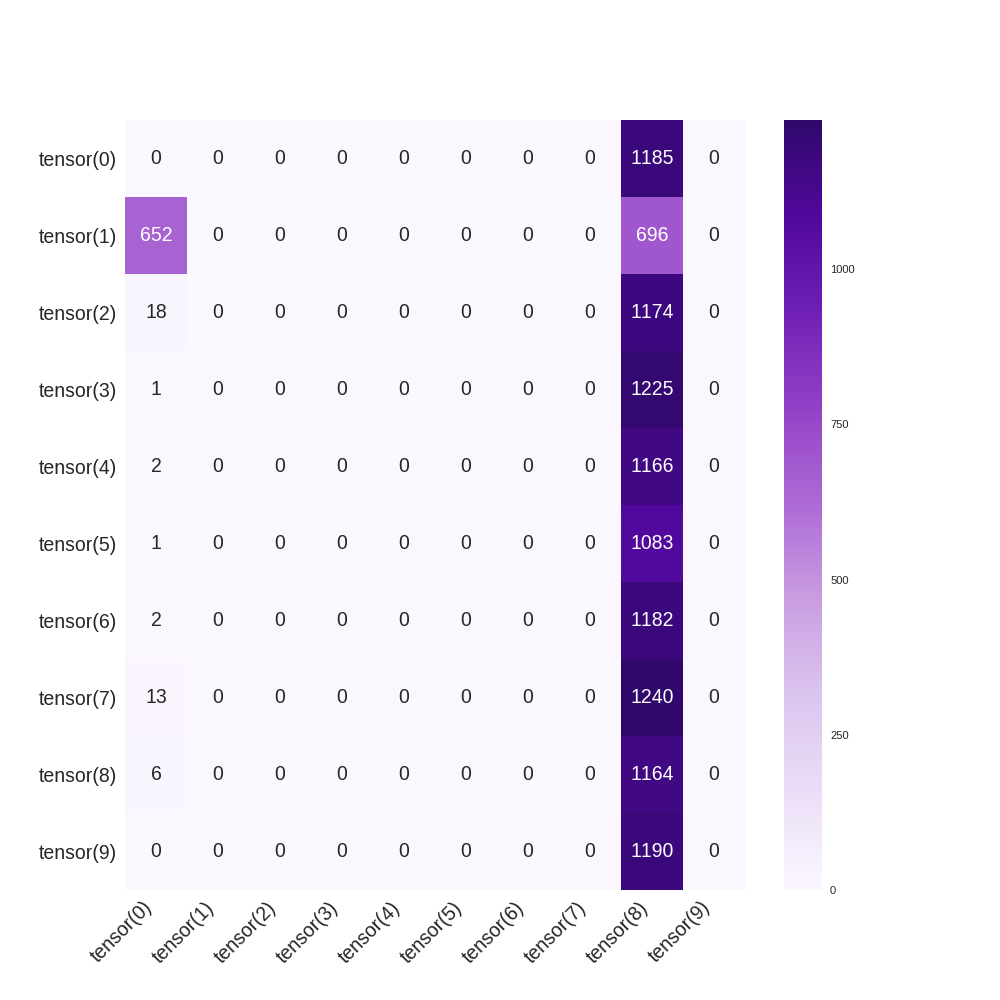 tensor(0) 0 0 0 0 0 0 0 0 1185 0
tensor(1) 652 0 0 0 0 0 0 0 696 0
tensor(2) 18 0 0 0 0 0 0 0 1174 0
tensor(3) 1 0 0 0 0 0 0 0 1225 0
tensor(4) 2 0 0 0 0 0 0 0 1166 0
tensor(5) 1 0 0 0 0 0 0 0 1083 0
tensor(6) 2 0 0 0 0 0 0 0 1182 0
tensor(7) 13 0 0 0 0 0 0 0 1240 0
tensor(8) 6 0 0 0 0 0 0 0 1164 0
tensor(9) 0 0 0 0 0 0 0 0 1190 0
tensor(0) tensor(1) tensor(2) tensor(3) tensor(4) tensor(5) tensor(6) tensor(7) tensor(8) tensor(9)
1000
750
500
250
0